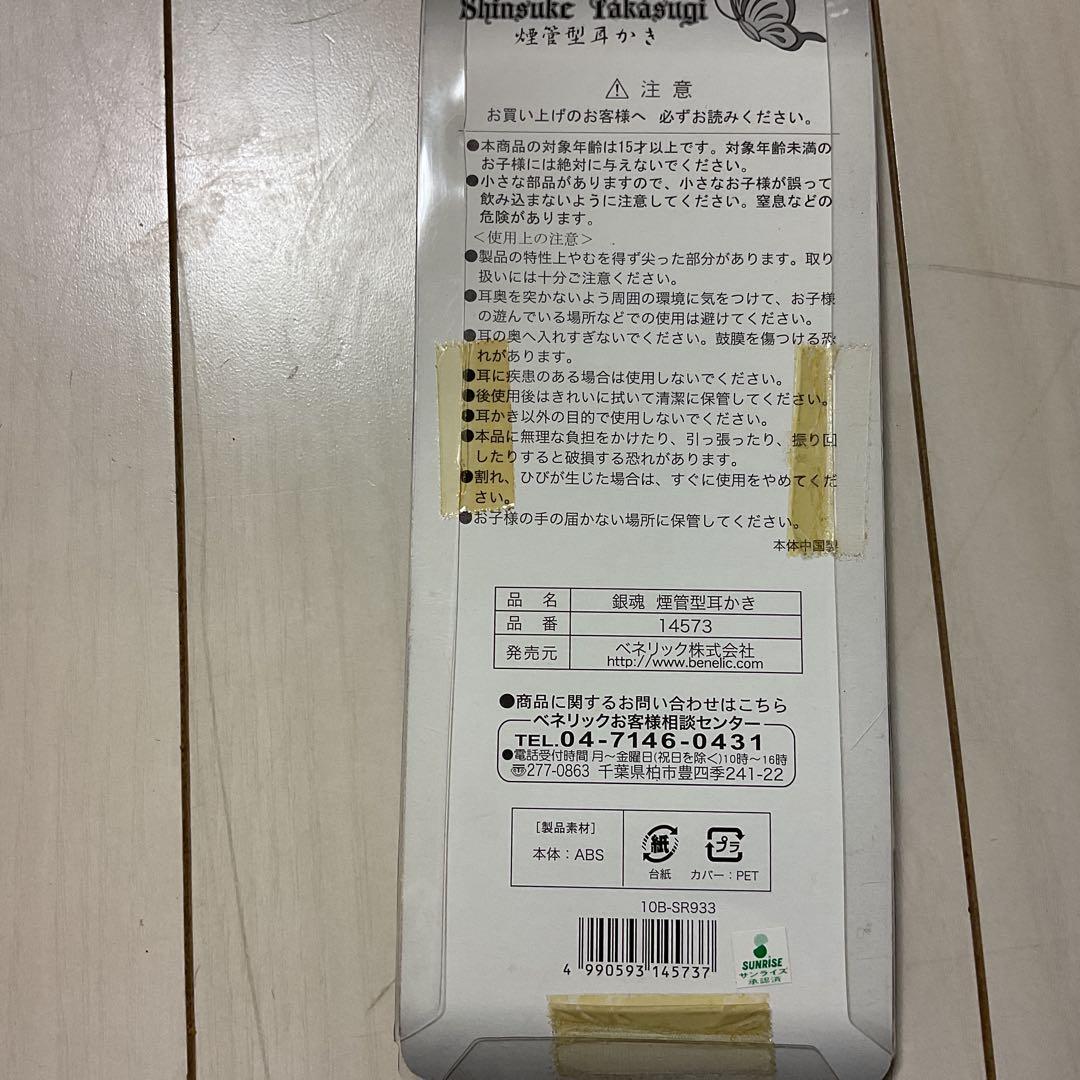 Shinsuke Takasugi
煙管型耳かき
⚠ 注意
お買い上げのお客様へ 必ずお読みください。
●本商品の対象年齢は15才以上です。対象年齢未満の
お子様には絶対に与えないでください。
●小さな部品がありますので、小さなお子様が誤って
飲み込まないように注意してください。窒息などの
危険があります。
<使用上の注意>
●製品の特性上やむを得ず尖った部分があります。取り
扱いには十分ご注意ください。
●耳奥を突かないよう周囲の環境に気をつけて、お子様
の遊んでいる場所などでの使用は避けてください。
●耳の奥へ入れすぎないでください。鼓膜を傷つける恐
れがあります。
●耳に疾患のある場合は使用しないでください。
●後使用後はきれいに拭いて清潔に保管してください。
●耳かき以外の目的で使用しないでください。
●本品に無理な負担をかけたり、引っ張ったり、振り回
したりすると破損する恐れがあります。
●割れ、ひびが生じた場合は、すぐに使用をやめてくだ
さい。
●お子様の手の届かない場所に保管してください。
本体中国製
品名 銀魂 煙管型耳かき
品番 14573
発売元 ベネリック株式会社
http://www.benelic.com
●商品に関するお問い合わせはこちら
ベネリックお客様相談センター
TEL.04-7146-0431
●電話受付時間 月～金曜日(祝日を除く)10時～16時
〠277-0863 千葉県柏市豊四季241-22
[製品素材]
本体：ABS
紙
台紙
プラ
カバー：PET
10B-SR933
4 990593 145737
SUNRISE
サンライズ
承認済